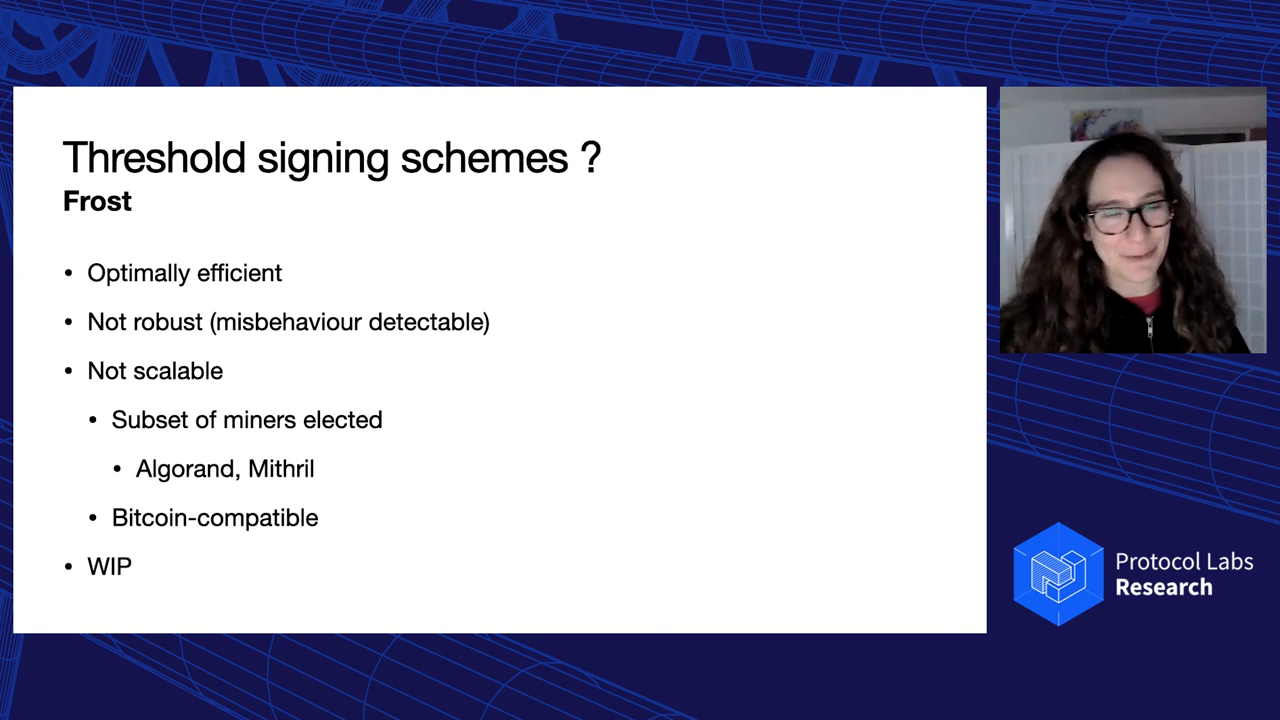 Threshold signing schemes ?
Frost
• Optimally efficient
• Not robust (misbehaviour detectable)
• Not scalable
• Subset of miners elected
• Algorand, Mithril
• Bitcoin-compatible
• WIP
Protocol Labs
Research